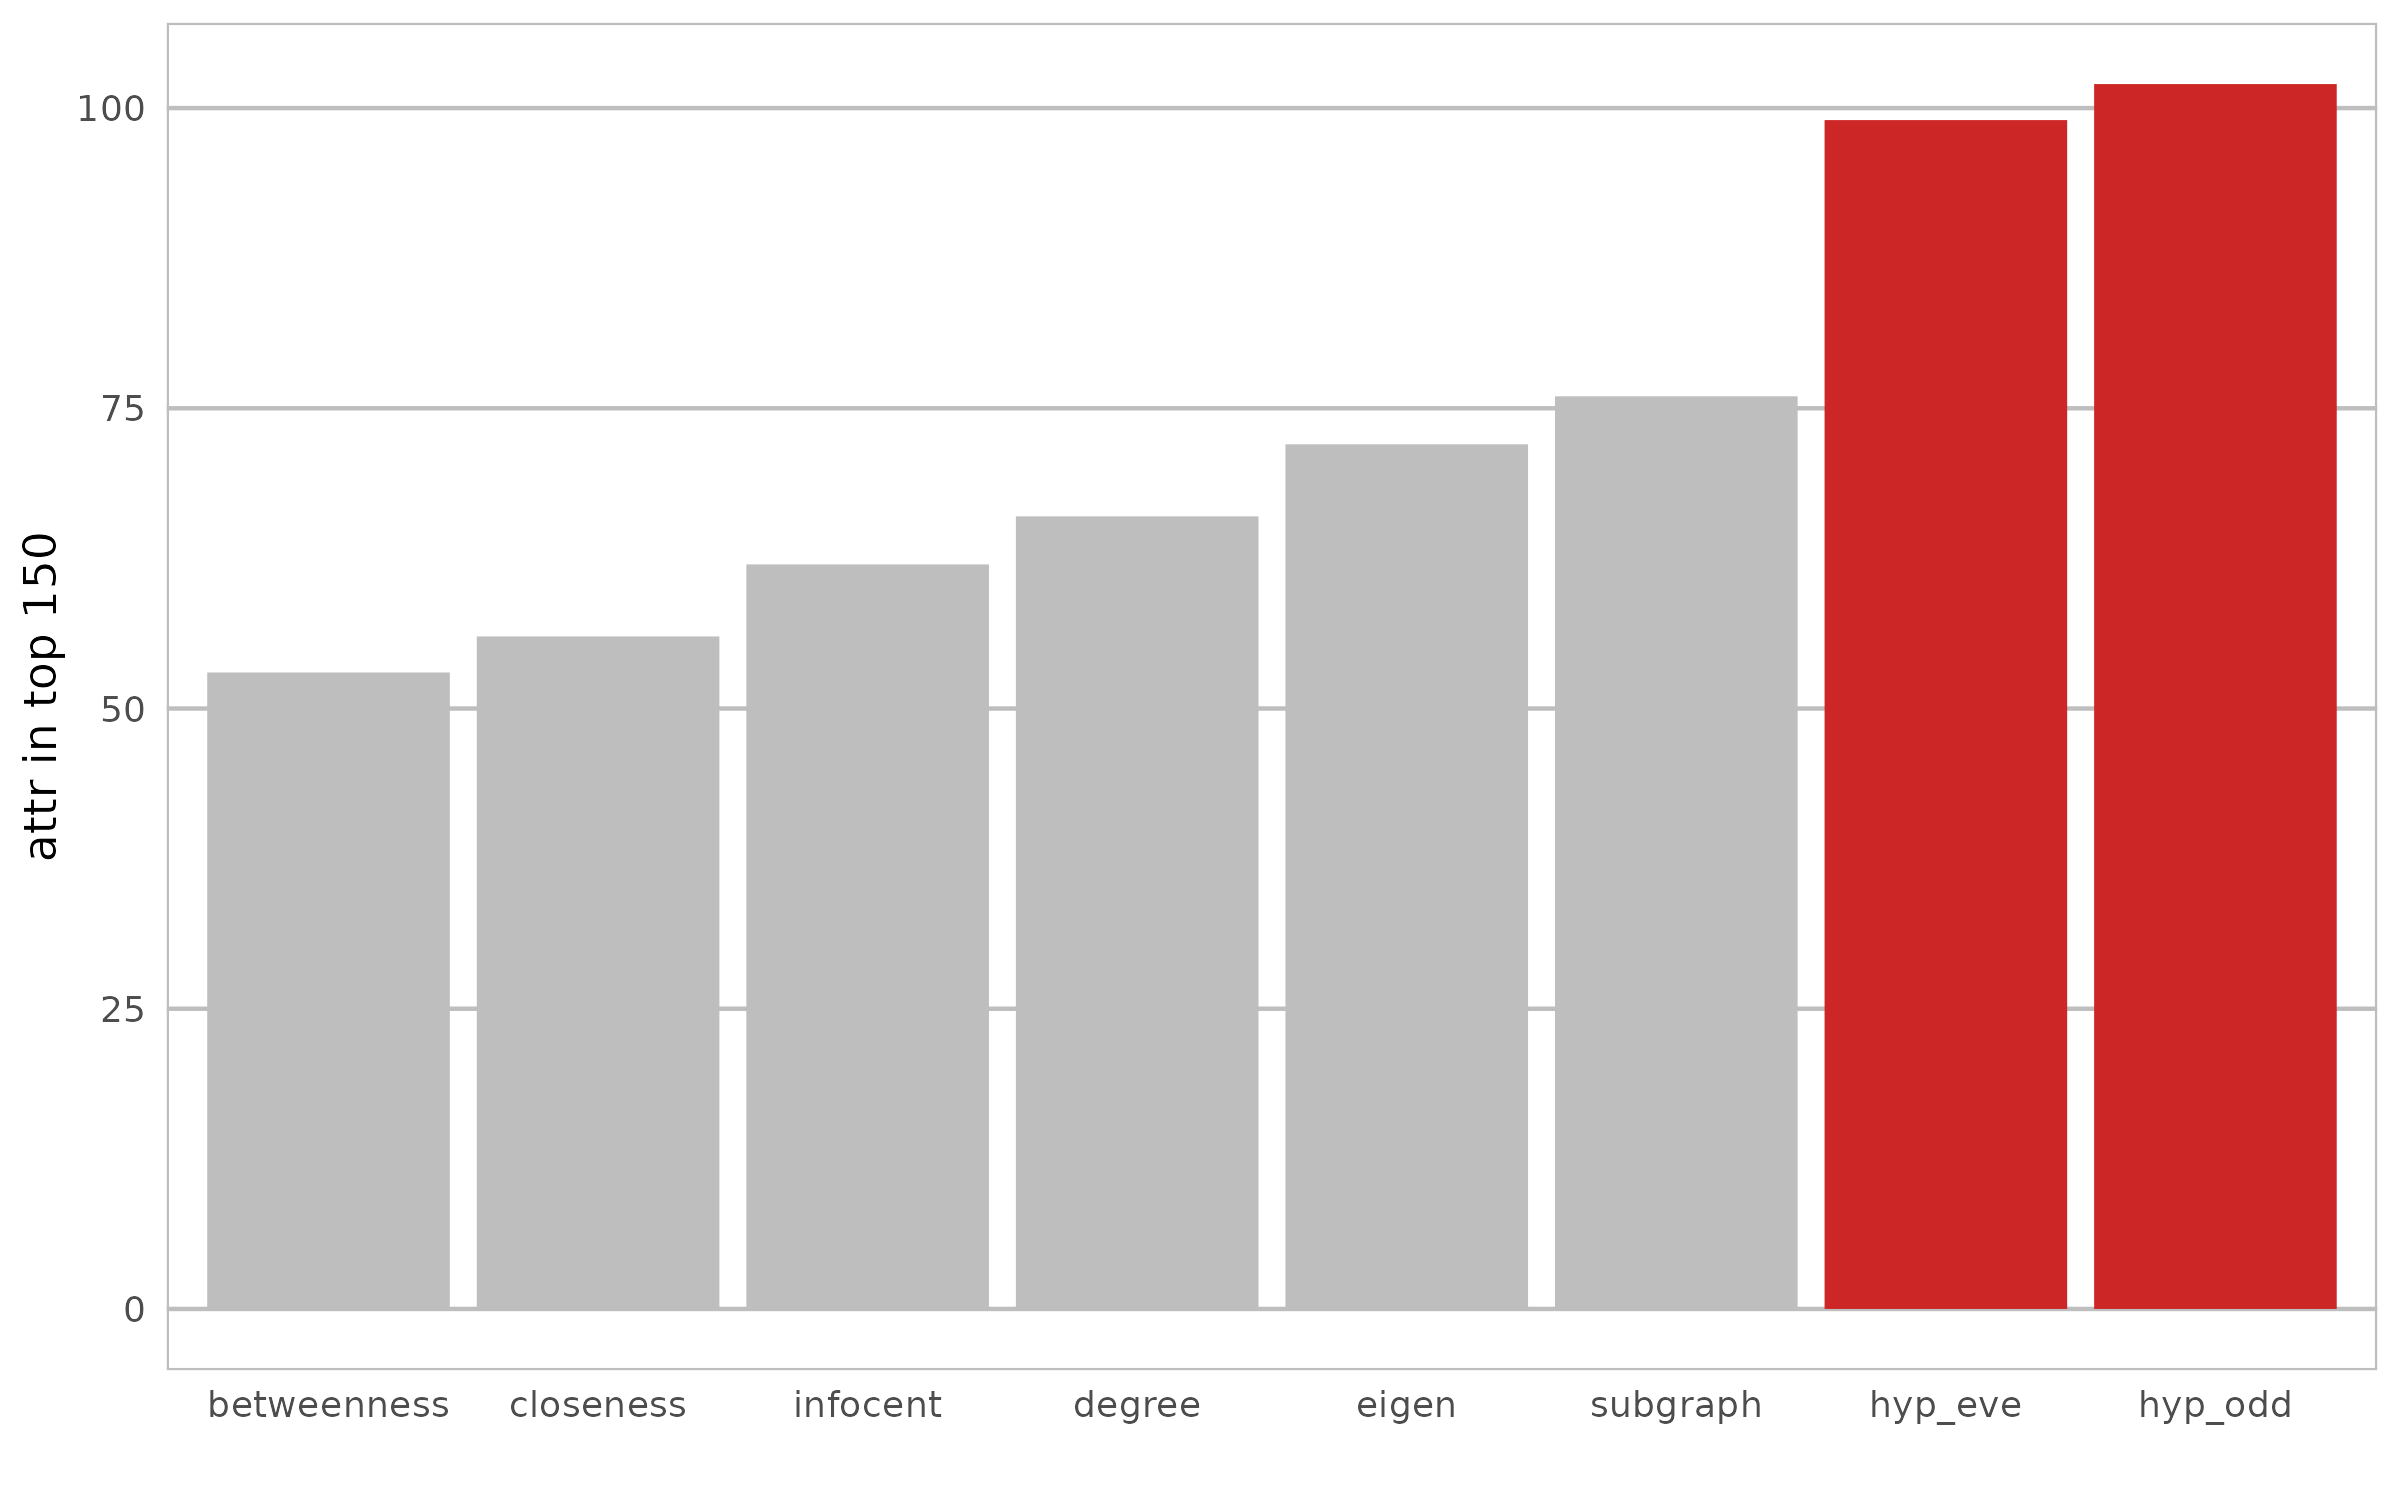 attr in top 150
100
75
50
25
0
betweenness closeness infocent degree eigen subgraph hyp_eve hyp_odd